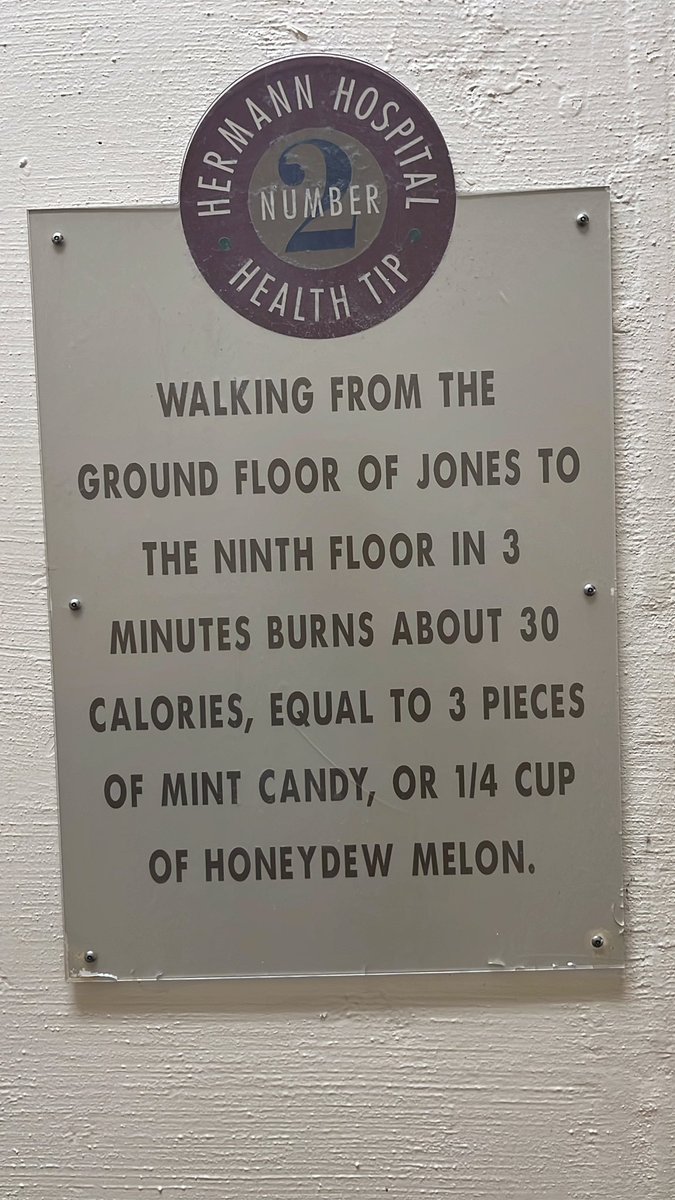 HERMANN HOSPITAL
2
NUMBER
HEALTH TIP
WALKING FROM THE
GROUND FLOOR OF JONES TO
THE NINTH FLOOR IN 3
MINUTES BURNS ABOUT 30
CALORIES, EQUAL TO 3 PIECES
OF MINT CANDY, OR 1/4 CUP
OF HONEYDEW MELON.